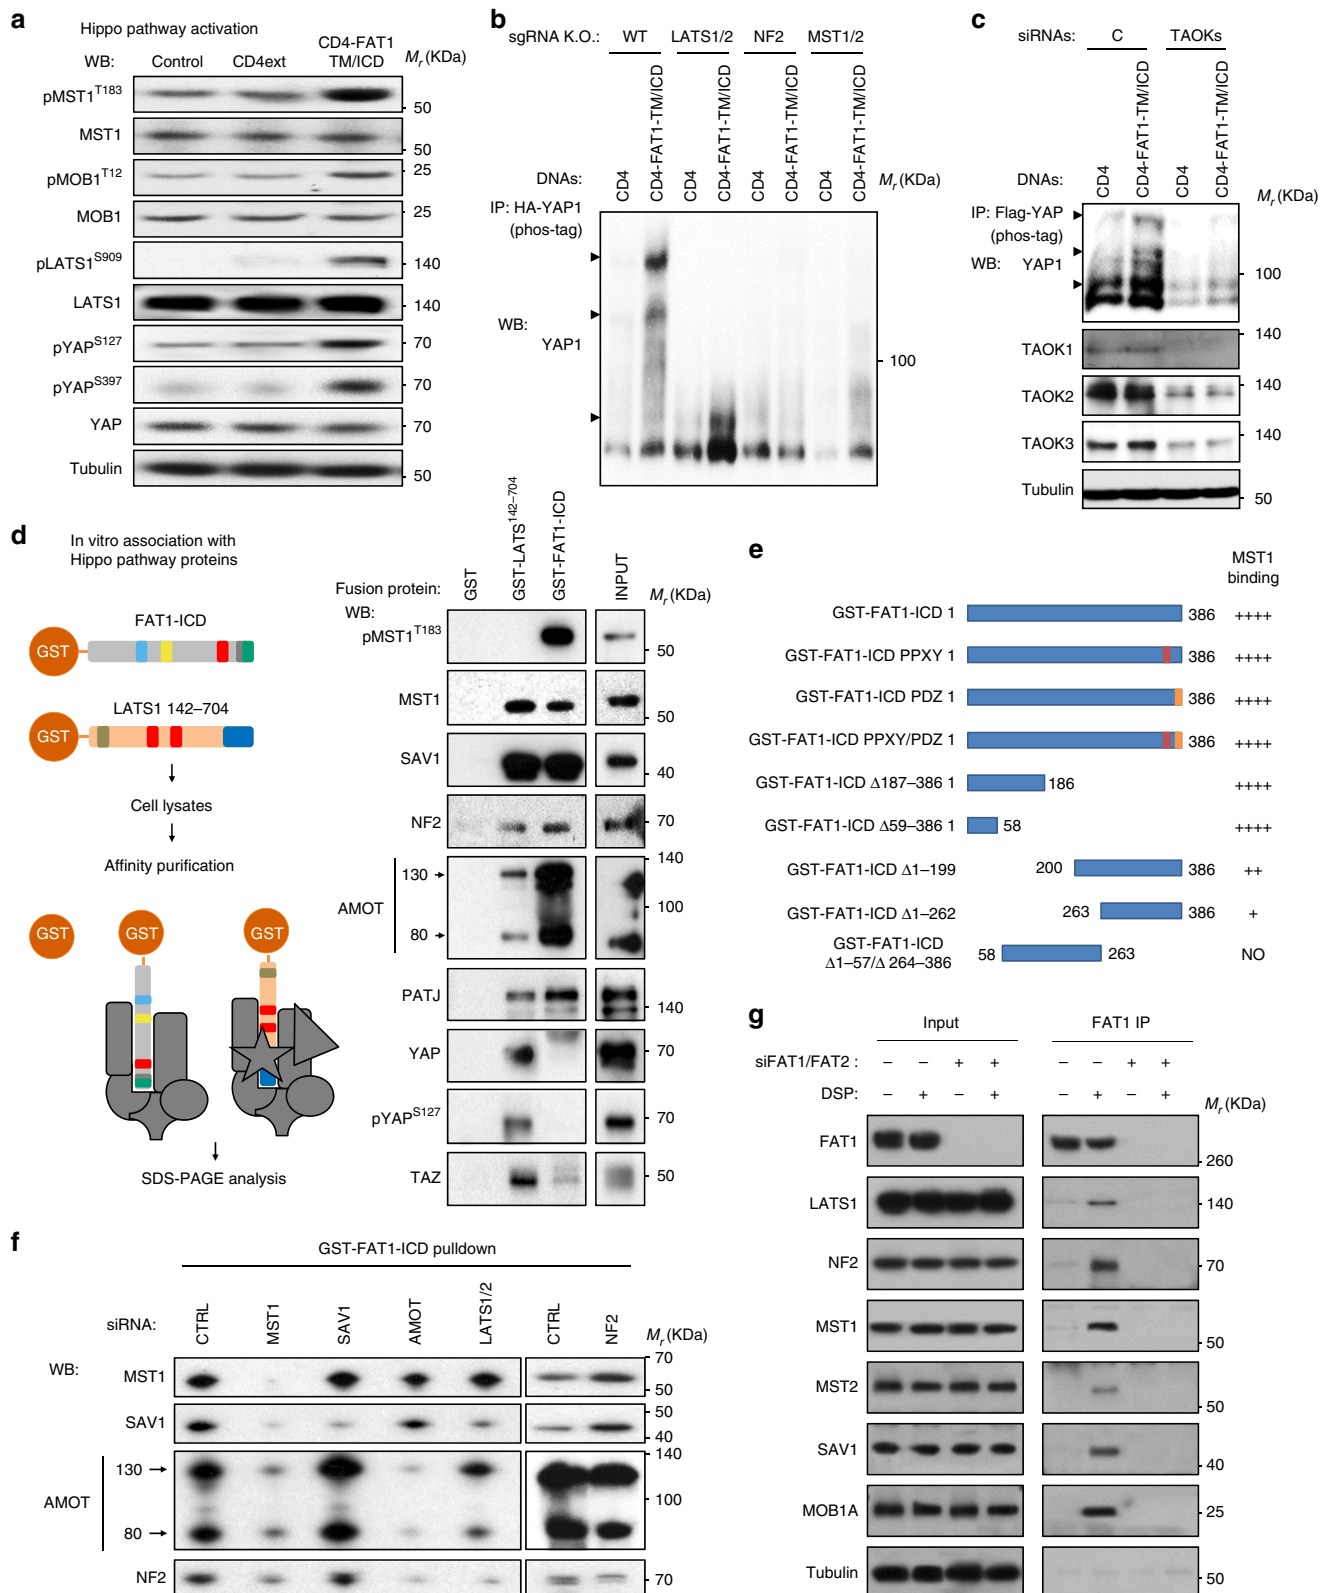 a
Hippo pathway activation
WB: Control CD4ext CD4-FAT1 TM/ICD Mr (KDa)
pMST1T183 50
MST1 50
pMOB1T12 25
MOB1 25
pLATS1S909 140
LATS1 140
pYAPS127 70
pYAPS397 70
YAP 70
Tubulin 50
b
sgRNA K.O.: WT LATS1/2 NF2 MST1/2
DNAs: CD4 CD4-FAT1-TM/ICD CD4 CD4-FAT1-TM/ICD CD4 CD4-FAT1-TM/ICD CD4 CD4-FAT1-TM/ICD Mr (KDa)
IP: HA-YAP1
(phos-tag)
WB:
YAP1
100
c
siRNAs: C TAOKs
DNAs: CD4 CD4-FAT1-TM/ICD CD4 CD4-FAT1-TM/ICD Mr (KDa)
IP: Flag-YAP
(phos-tag)
WB: YAP1 100
TAOK1 140
TAOK2 140
TAOK3 140
Tubulin 50
d
In vitro association with
Hippo pathway proteins
FAT1-ICD
GST
LATS1 142–704
GST
Cell lysates
Affinity purification
GST GST GST
SDS-PAGE analysis
Fusion protein: GST GST-LATS142–704 GST-FAT1-ICD INPUT Mr (KDa)
WB:
pMST1T183 50
MST1 50
SAV1 40
NF2 70
AMOT 130 80 140 100
PATJ 140
YAP 70
pYAPS127 70
TAZ 50
e
MST1
binding
GST-FAT1-ICD 1 386 ++++
GST-FAT1-ICD PPXY 1 386 ++++
GST-FAT1-ICD PDZ 1 386 ++++
GST-FAT1-ICD PPXY/PDZ 1 386 ++++
GST-FAT1-ICD Δ187–386 1 186 ++++
GST-FAT1-ICD Δ59–386 1 58 ++++
GST-FAT1-ICD Δ1–199 200 386 ++
GST-FAT1-ICD Δ1–262 263 386 +
GST-FAT1-ICD
Δ1–57/Δ 264–386 58 263 NO
f
GST-FAT1-ICD pulldown
siRNA: CTRL MST1 SAV1 AMOT LATS1/2 CTRL NF2 Mr (KDa)
WB:
MST1 70 50
SAV1 50 40
AMOT 130 80 140 100
NF2 70
g
Input FAT1 IP
siFAT1/FAT2 : – – + + – – + +
DSP: – + – + – + – + Mr (KDa)
FAT1 260
LATS1 140
NF2 70
MST1 50
MST2 50
SAV1 40
MOB1A 25
Tubulin 50